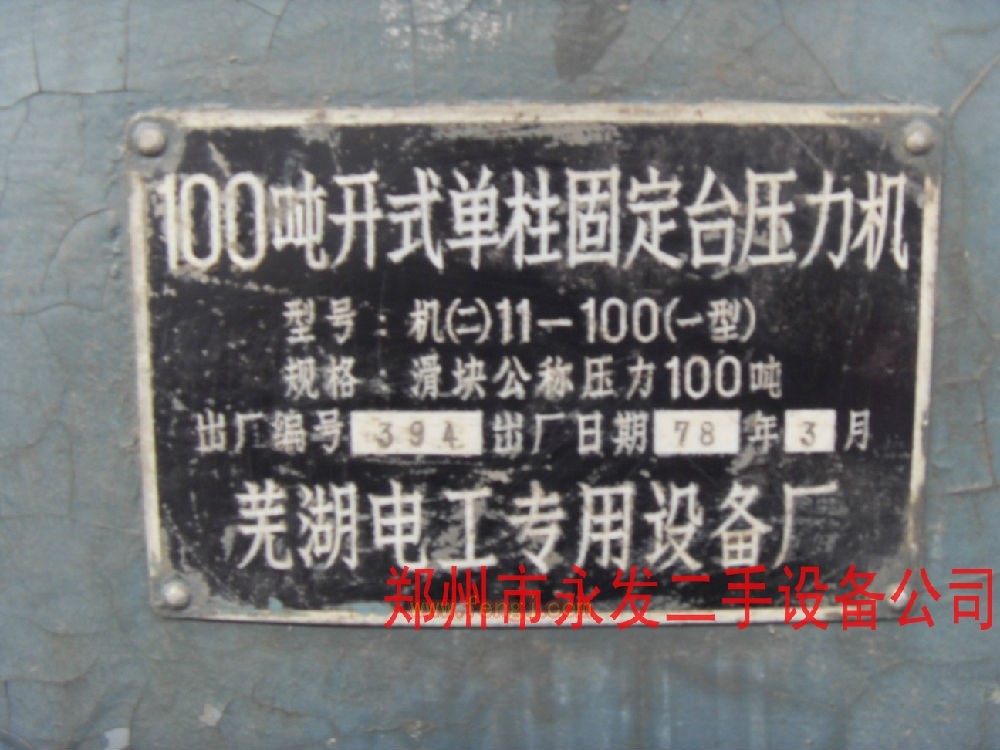 100吨开式单柱固定台压力机
型号：机(二)11—100(一型)
规格：滑块公称压力100吨
出厂编号 394 出厂日期 78 年 3 月
芜湖电工专用设备厂
郑州市永发二手设备公司